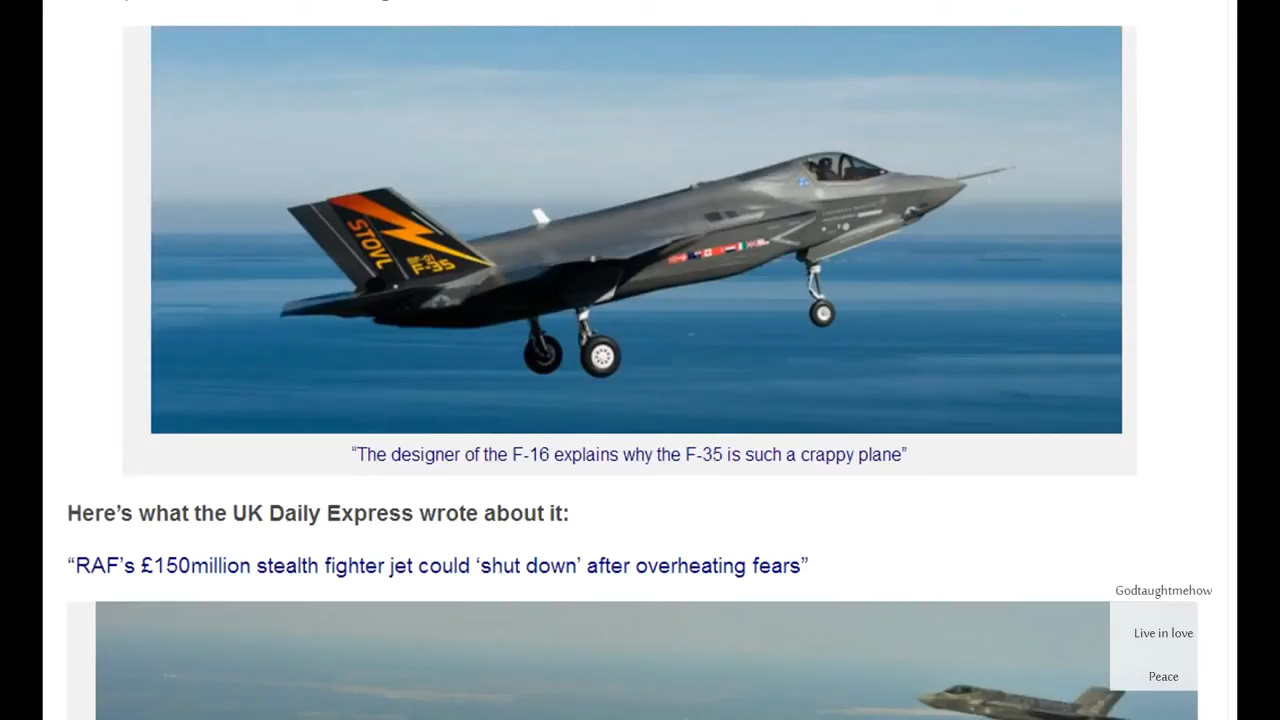 STOVL
F-35
“The designer of the F-16 explains why the F-35 is such a crappy plane”
Here’s what the UK Daily Express wrote about it:
“RAF’s £150million stealth fighter jet could ‘shut down’ after overheating fears”
Godtaughtmehow
Live in love
Peace